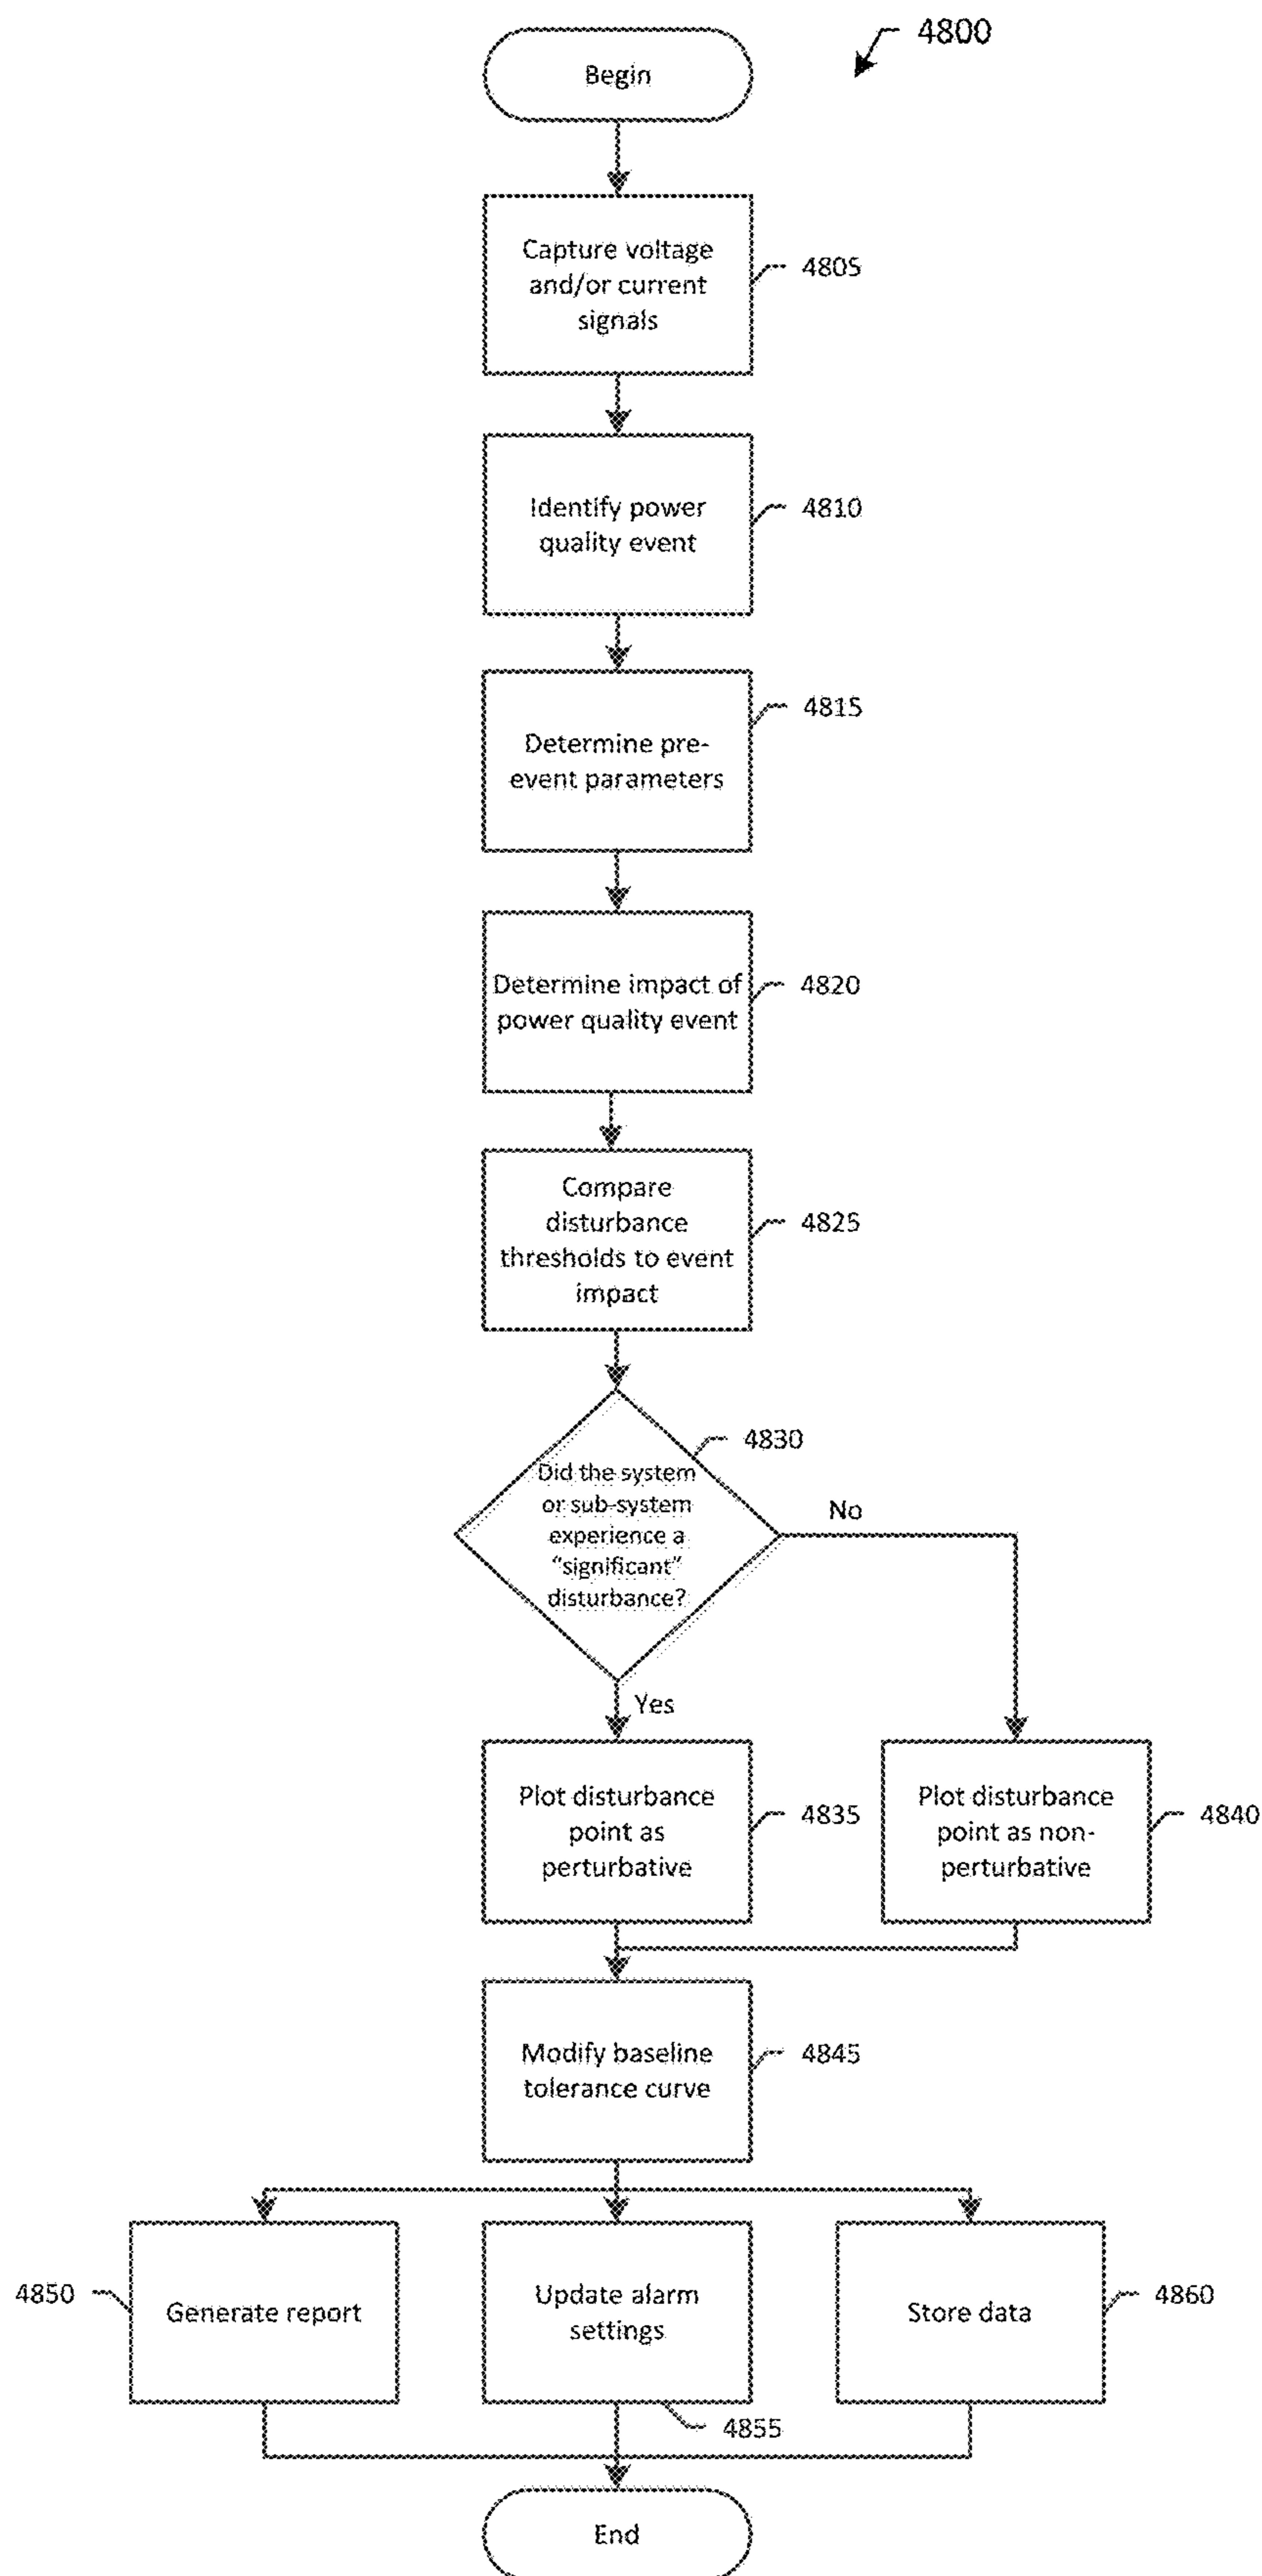 4800
Begin
Capture voltage
and/or current
signals
4805
Identify power
quality event
4810
Determine pre-
event parameters
4815
Determine impact of
power quality event
4820
Compare
disturbance
thresholds to event
impact
4825
Did the system
or sub-system
experience a
“significant”
disturbance?
4830
No
Yes
Plot disturbance
point as
perturbative
4835
Plot disturbance
point as non-
perturbative
4840
Modify baseline
tolerance curve
4845
4850
Generate report
Update alarm
settings
4855
Store data
4860
End